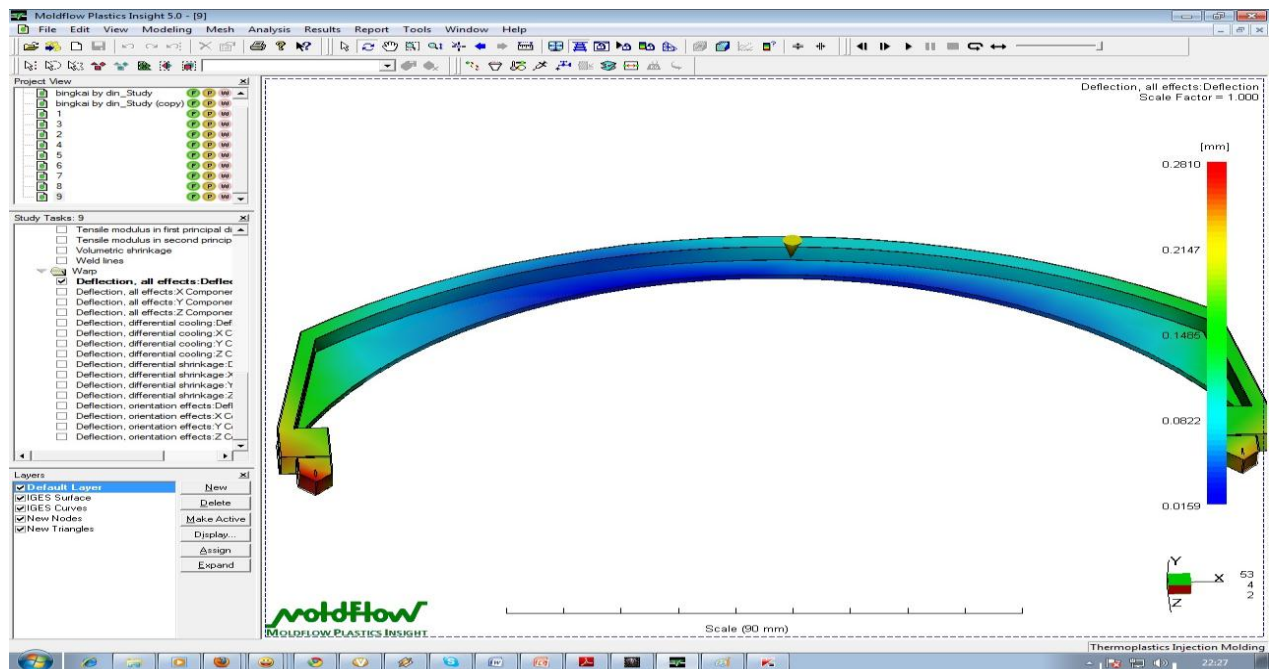 Moldflow Plastics Insight 5.0 - [9]
File Edit View Modeling Mesh Analysis Results Report Tools Window Help
Project View
bingkai by din_Study
bingkai by din_Study (copy)
1
3
2
4
5
6
7
8
9
Study Tasks: 9
Tensile modulus in first principal di
Tensile modulus in second princip
Volumetric shrinkage
Weld lines
Warp
Deflection, all effects:Deflec
Deflection, all effects:X Componer
Deflection, all effects:Y Componer
Deflection, all effects:Z Componer
Deflection, differential cooling:Def
Deflection, differential cooling:X C
Deflection, differential cooling:Y C
Deflection, differential cooling:Z C
Deflection, differential shrinkage:D
Deflection, differential shrinkage:X
Deflection, differential shrinkage:Y
Deflection, differential shrinkage:Z
Deflection, orientation effects:Defl
Deflection, orientation effects:X C
Deflection, orientation effects:Y C
Deflection, orientation effects:Z C
Layers
Default Layer
IGES Surface
IGES Curves
New Nodes
New Triangles
New
Delete
Make Active
Display...
Assign
Expand
Deflection, all effects:Deflection
Scale Factor = 1.000
[mm]
0.2810
0.2147
0.1485
0.0822
0.0159
Y
X
Z
53
4
2
moldflow
MOLDFLOW PLASTICS INSIGHT
Scale (90 mm)
Thermoplastics Injection Molding
22:27